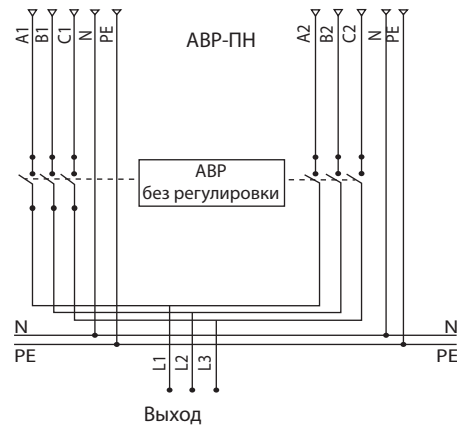 АВР-ПН
A1
B1
C1
N
PE
A2
B2
C2
N
PE
АВР
без регулировки
N
N
PE
PE
L1
L2
L3
Выход